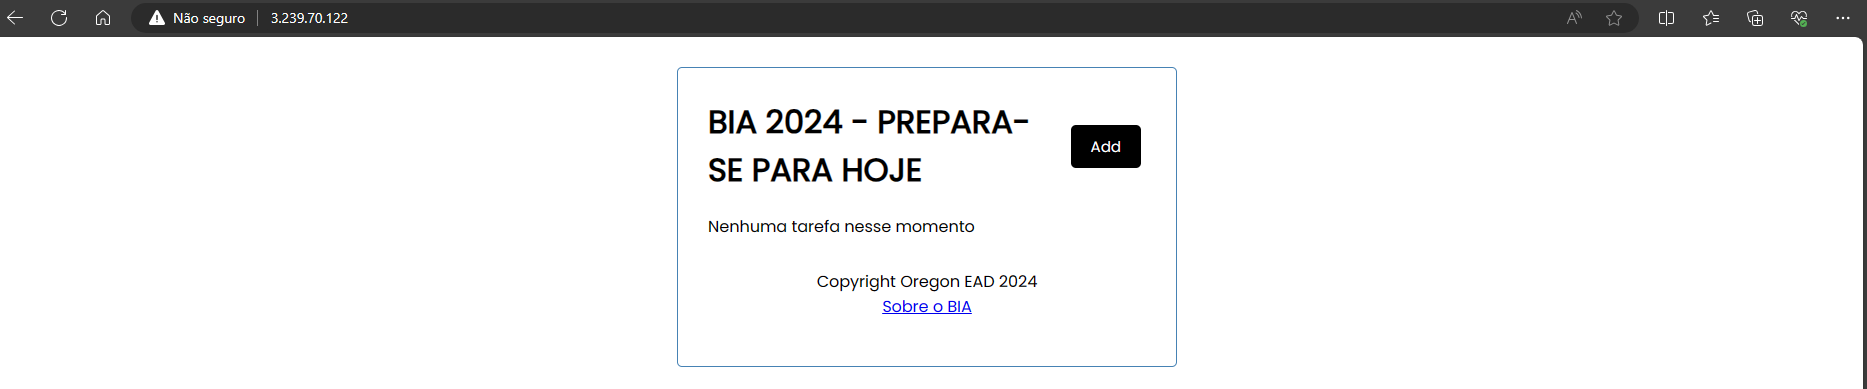 Não seguro 3.239.70.122
BIA 2024 - PREPARA-
SE PARA HOJE
Add
Nenhuma tarefa nesse momento
Copyright Oregon EAD 2024
Sobre o BIA